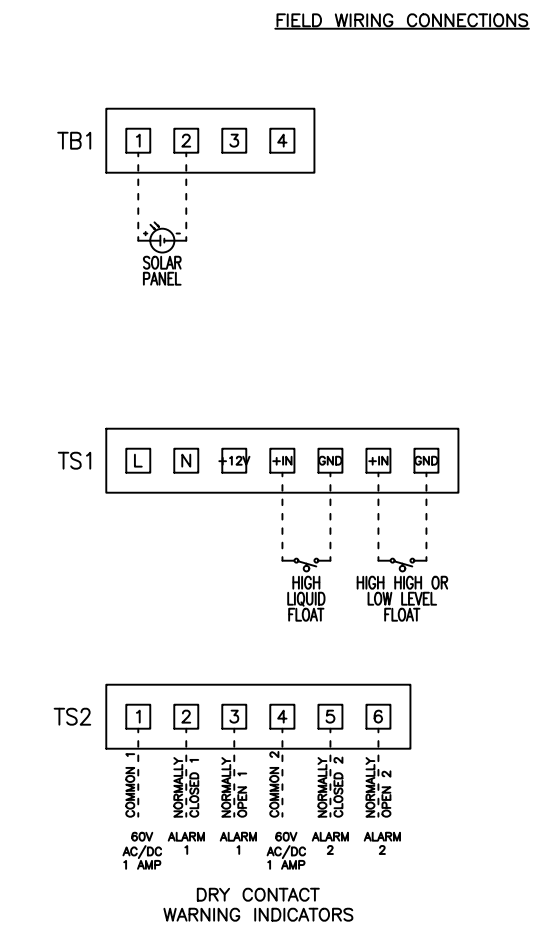 FIELD WIRING CONNECTIONS
TB1 1 2 3 4
+ -
SOLAR
PANEL
TS1 L N +12V +IN GND +IN GND
HIGH
LIQUID
FLOAT
HIGH HIGH OR
LOW LEVEL
FLOAT
TS2 1 2 3 4 5 6
COMMON 1
NORMALLY
CLOSED 1
NORMALLY
OPEN 1
COMMON 2
NORMALLY
CLOSED 2
NORMALLY
OPEN 2
60V
AC/DC
1 AMP
ALARM
1
ALARM
1
60V
AC/DC
1 AMP
ALARM
2
ALARM
2
DRY CONTACT
WARNING INDICATORS